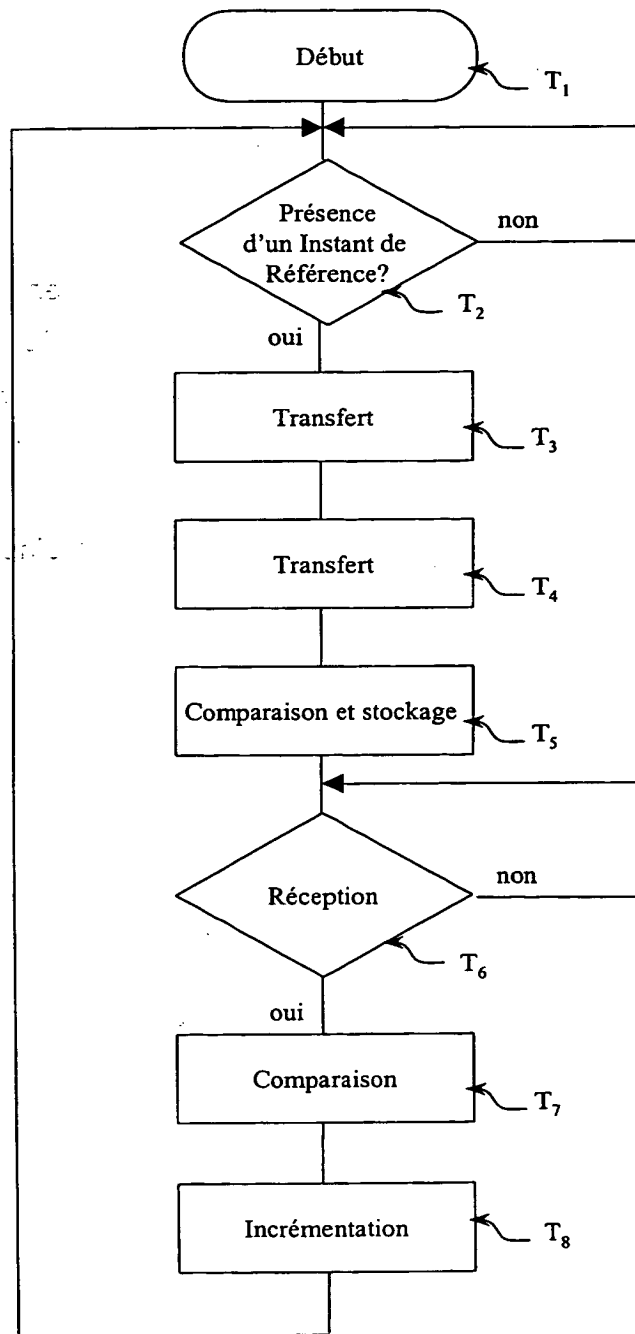 Début
T₁
Présence
d'un Instant de
Référence?
non
T₂
oui
Transfert
T₃
Transfert
T₄
Comparaison et stockage
T₅
Réception
non
T₆
oui
Comparaison
T₇
Incrémentation
T₈